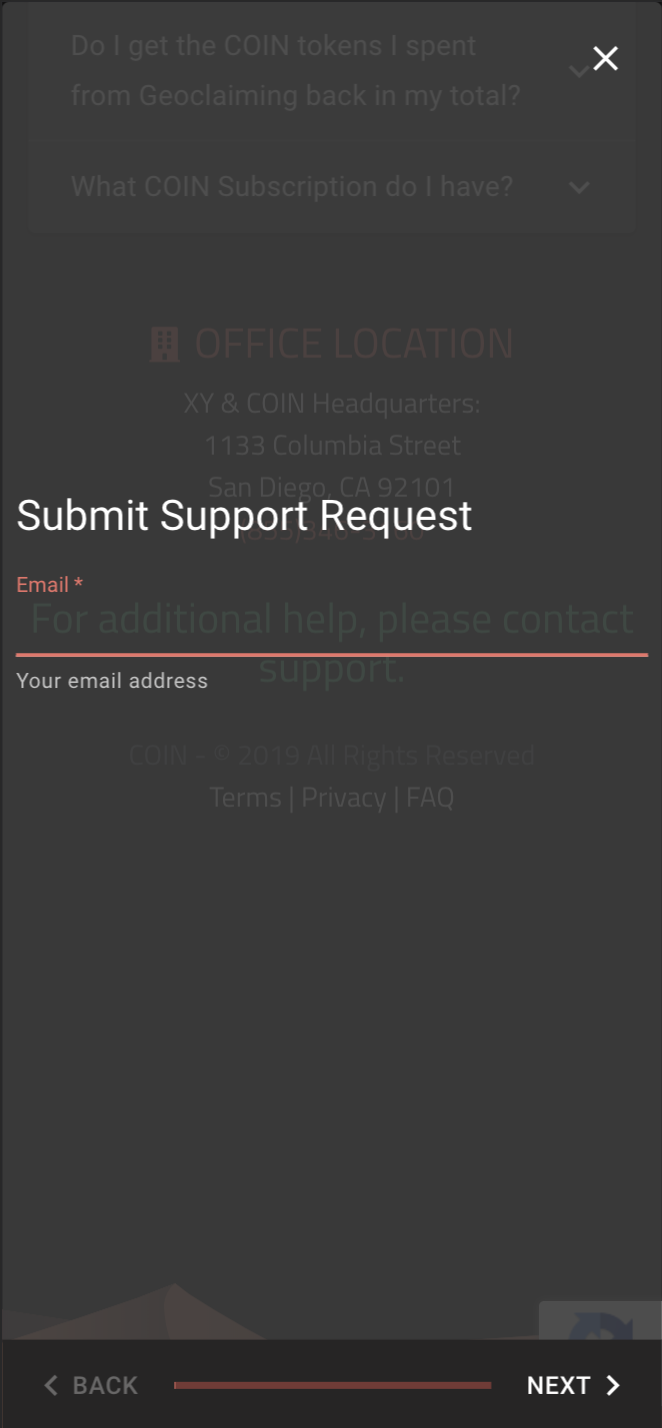 Do I get the COIN tokens I spent
from Geoclaiming back in my total?
What COIN Subscription do I have?
OFFICE LOCATION
XY & COIN Headquarters:
1133 Columbia Street
San Diego, CA 92101
Submit Support Request
Email *
For additional help, please contact
support.
Your email address
COIN - © 2019 All Rights Reserved
Terms | Privacy | FAQ
BACK
NEXT